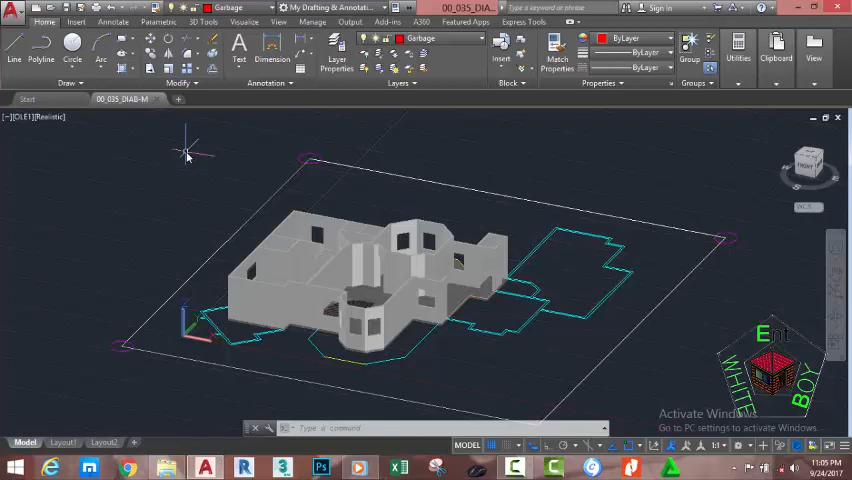 Garbage
My Drafting & Annotati...
00_035_DIA...
Type a keyword or phrase
Sign In
Home
Insert
Annotate
Parametric
3D Tools
Visualize
View
Manage
Output
Add-ins
A360
Featured Apps
Express Tools
Line
Polyline
Circle
Arc
Text
Dimension
Layer
Properties
Garbage
Insert
Match
Properties
ByLayer
ByLayer
ByLayer
Group
Utilities
Clipboard
View
Draw
Modify
Annotation
Layers
Block
Properties
Groups
Start
00_035_DIAB-M
[−][OLE1][Realistic]
FRONT
WCS
Z
Ent
WHITE
BOY
Activate Windows
Go to PC settings to activate Windows.
Type a command
Model
Layout1
Layout2
MODEL
1:1
11:05 PM
9/24/2017